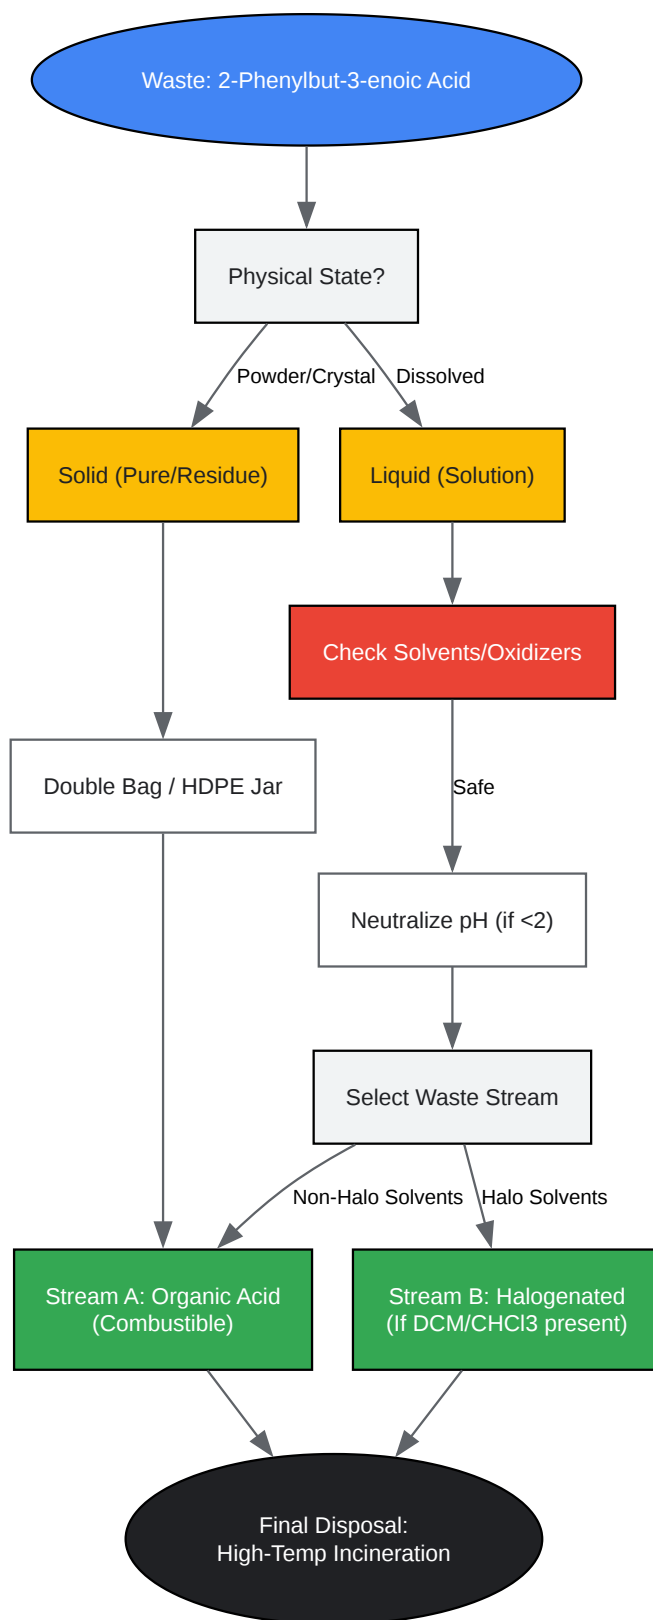 Waste: 2-Phenylbut-3-enoic Acid
Physical State?
Powder/Crystal
Dissolved
Solid (Pure/Residue)
Liquid (Solution)
Check Solvents/Oxidizers
Double Bag / HDPE Jar
Safe
Neutralize pH (if <2)
Select Waste Stream
Non-Halo Solvents
Halo Solvents
Stream A: Organic Acid
(Combustible)
Stream B: Halogenated
(If DCM/CHCl3 present)
Final Disposal:
High-Temp Incineration